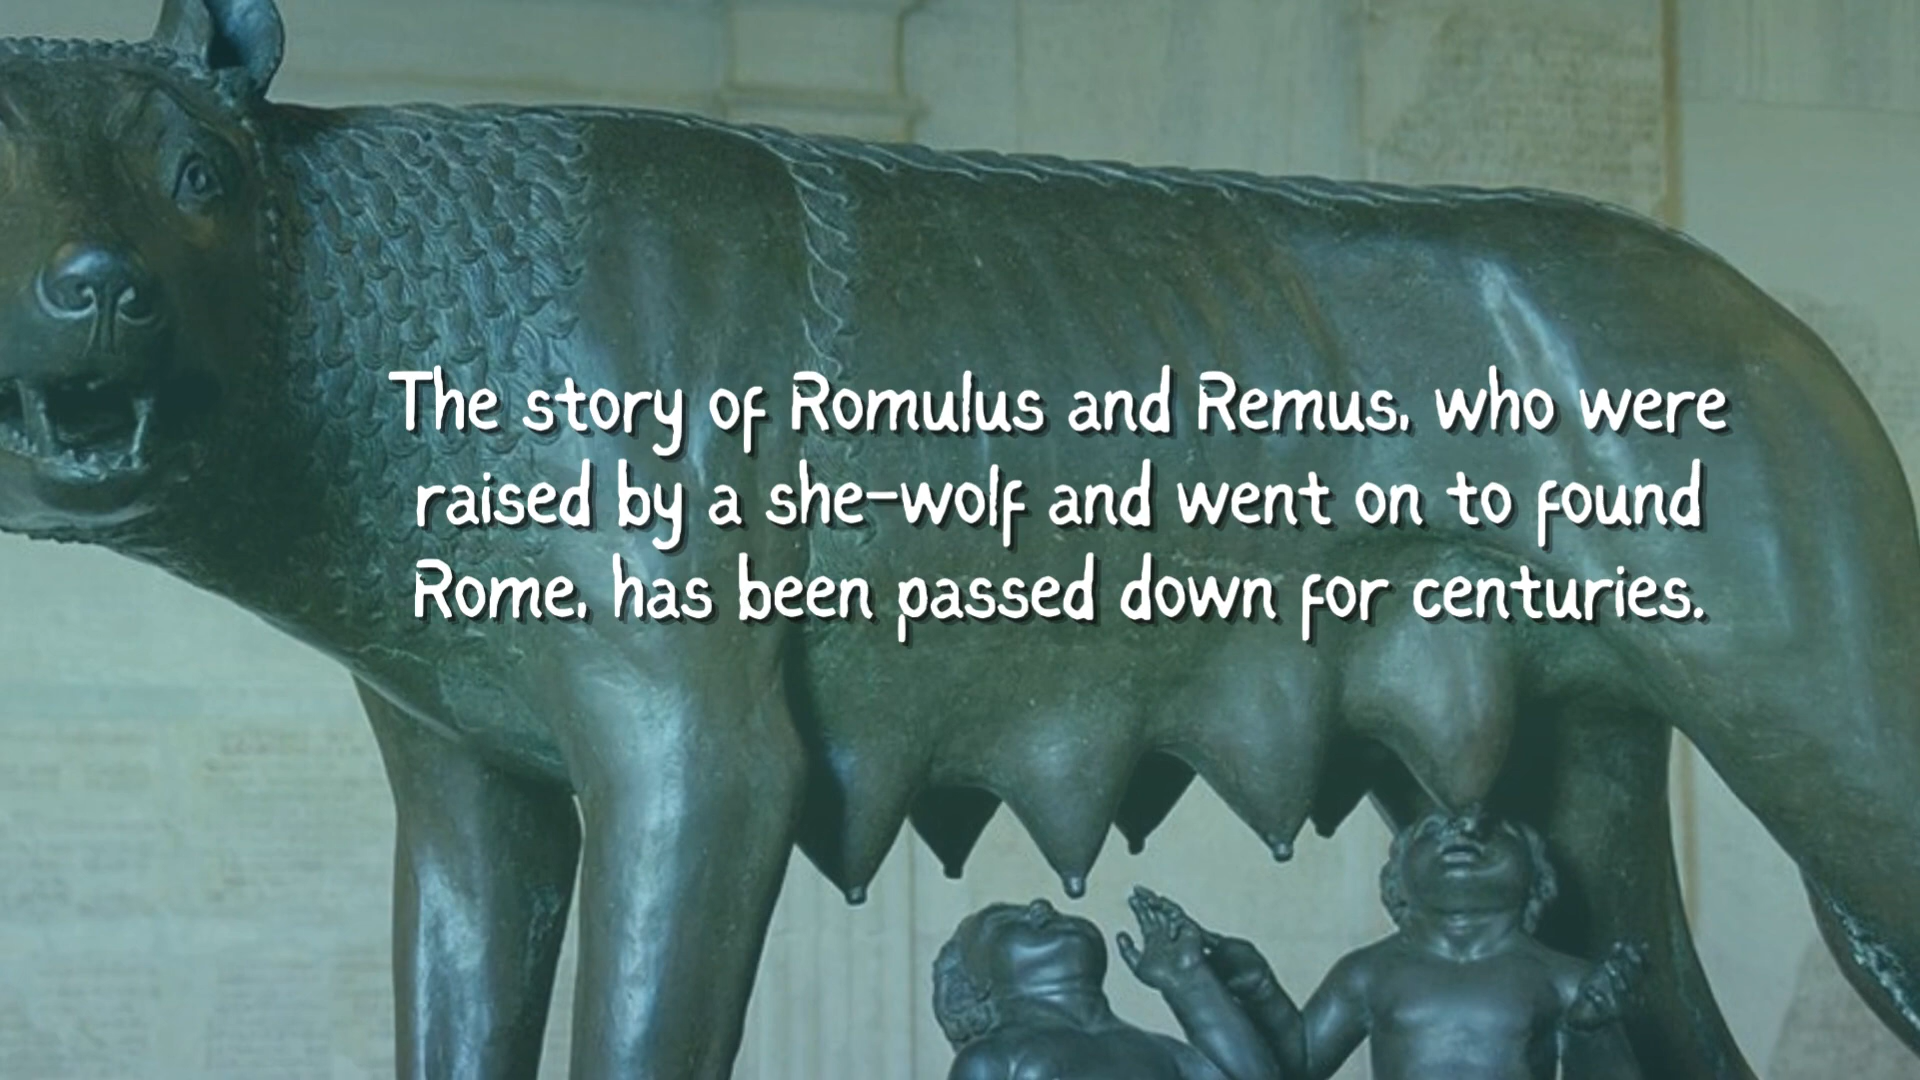 The story of Romulus and Remus, who were
raised by a she-wolf and went on to found
Rome, has been passed down for centuries.